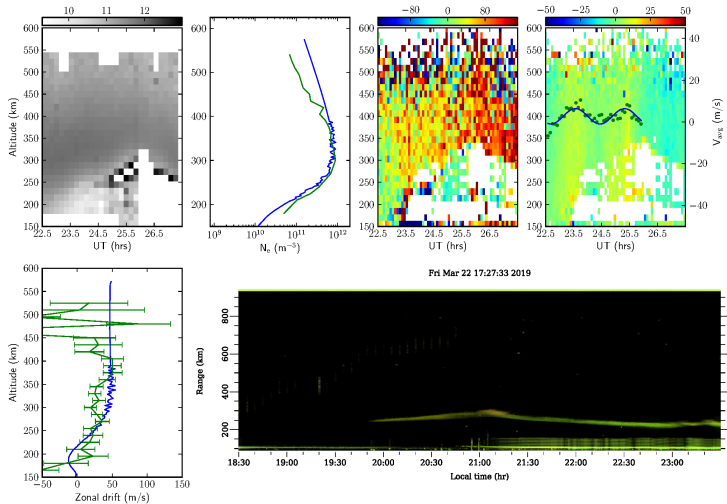 10 11 12
−80 0 80
−50 0 50
600
550
500
450
400
350
300
250
200
150
Altitude (km)
22.5 23.5 24.5 25.5 26.5
UT (hrs)
600
500
400
300
200
10⁹ 10¹⁰ 10¹¹ 10¹²
Nₑ (m⁻³)
600
550
500
450
400
350
300
250
200
150
22.5 23.5 24.5 25.5 26.5
UT (hrs)
600
550
500
450
400
350
300
250
200
150
22.5 23.5 24.5 25.5 26.5
UT (hrs)
40
20
0
−20
−40
Vavg (m/s)
600
550
500
450
400
350
300
250
200
150
Altitude (km)
−50 0 50 100 150
Zonal drift (m/s)
Fri Mar 22 17:27:33 2019
800
600
400
200
Range (km)
18:30 19:00 19:30 20:00 20:30 21:00 21:30 22:00 22:30 23:00
Local time (hr)